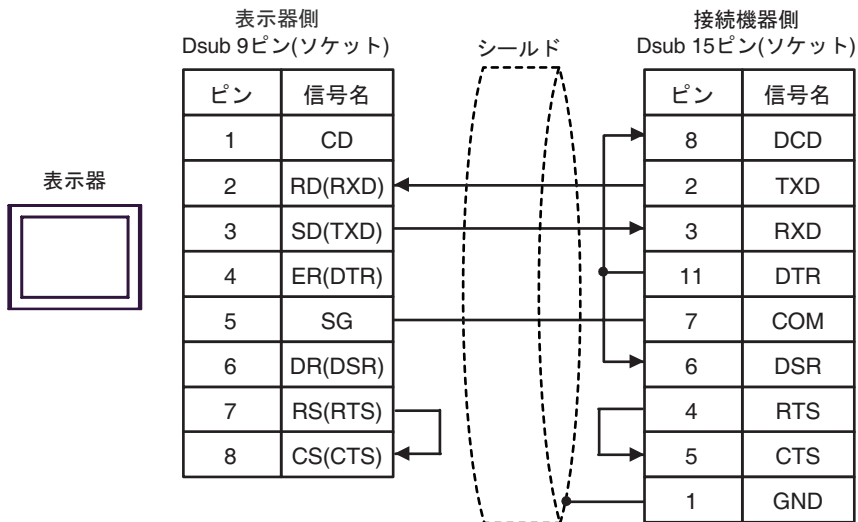 表示器側
Dsub 9ピン(ソケット)
シールド
接続機器側
Dsub 15ピン(ソケット)
表示器
ピン 信号名
1 CD
2 RD(RXD)
3 SD(TXD)
4 ER(DTR)
5 SG
6 DR(DSR)
7 RS(RTS)
8 CS(CTS)
ピン 信号名
8 DCD
2 TXD
3 RXD
11 DTR
7 COM
6 DSR
4 RTS
5 CTS
1 GND